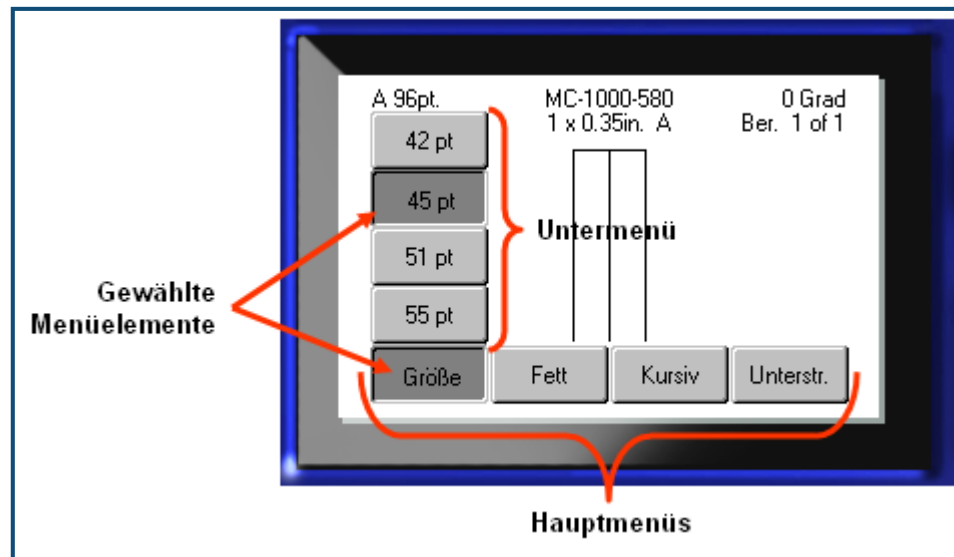 A 96pt.
MC-1000-580
0 Grad
1 x 0.35in. A
Ber. 1 of 1
42 pt
45 pt
Untermenü
51 pt
Gewählte
Menüelemente
55 pt
Größe
Fett
Kursiv
Unterstr.
Hauptmenüs